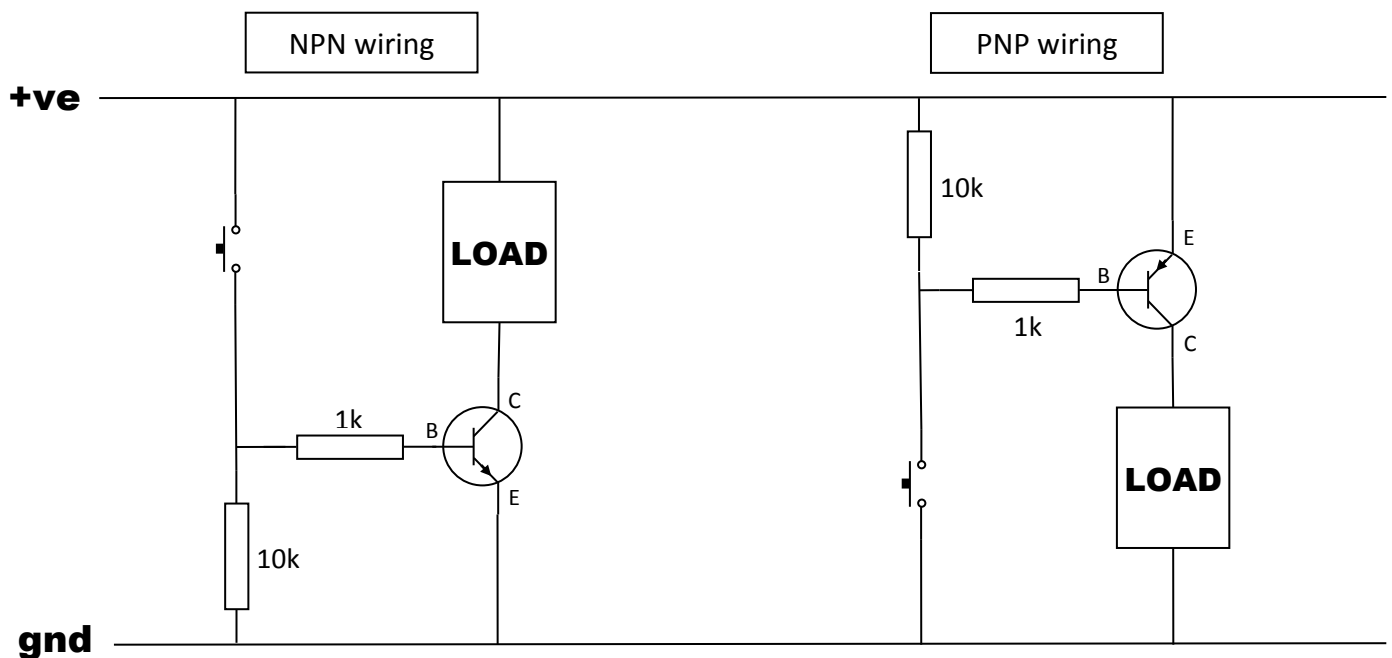 NPN wiring
PNP wiring
+ve
10k
LOAD
E
B
1k
C
C
1k
B
LOAD
E
10k
gnd